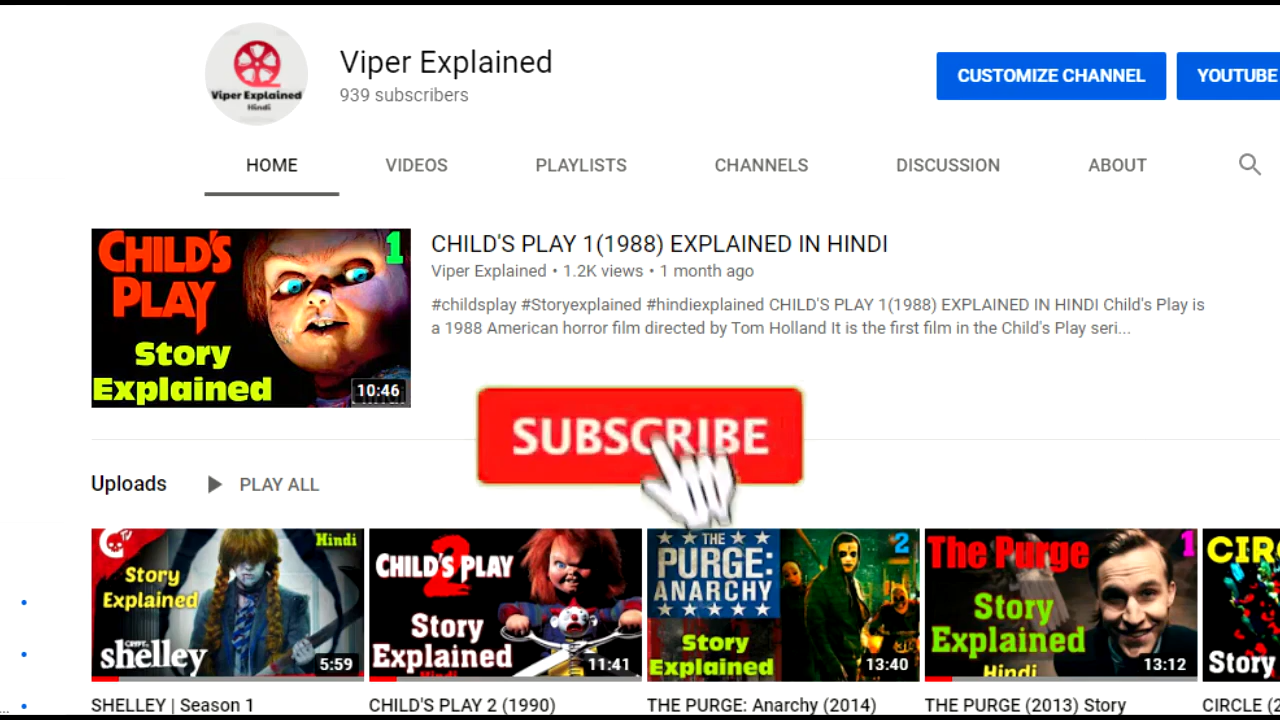 Viper Explained
939 subscribers
CUSTOMIZE CHANNEL
YOUTUBE
Viper Explained
Hindi
HOME
VIDEOS
PLAYLISTS
CHANNELS
DISCUSSION
ABOUT
CHILD'S
PLAY
1
Story
Explained
10:46
CHILD'S PLAY 1(1988) EXPLAINED IN HINDI
Viper Explained • 1.2K views • 1 month ago
#childsplay #Storyexplained #hindiexplained CHILD'S PLAY 1(1988) EXPLAINED IN HINDI Child's Play is
a 1988 American horror film directed by Tom Holland It is the first film in the Child's Play seri...
SUBSCRIBE
Uploads
PLAY ALL
TV
Hindi
Story
Explained
shelley
5:59
2
CHILD'S PLAY
Story
Explained
Hindi
11:41
THE
PURGE:
ANARCHY
2
Story
Explained
13:40
The Purge
1
Story
Explained
Hindi
13:12
Story
SHELLEY | Season 1
CHILD'S PLAY 2 (1990)
THE PURGE: Anarchy (2014)
THE PURGE (2013) Story
CIRCLE (2